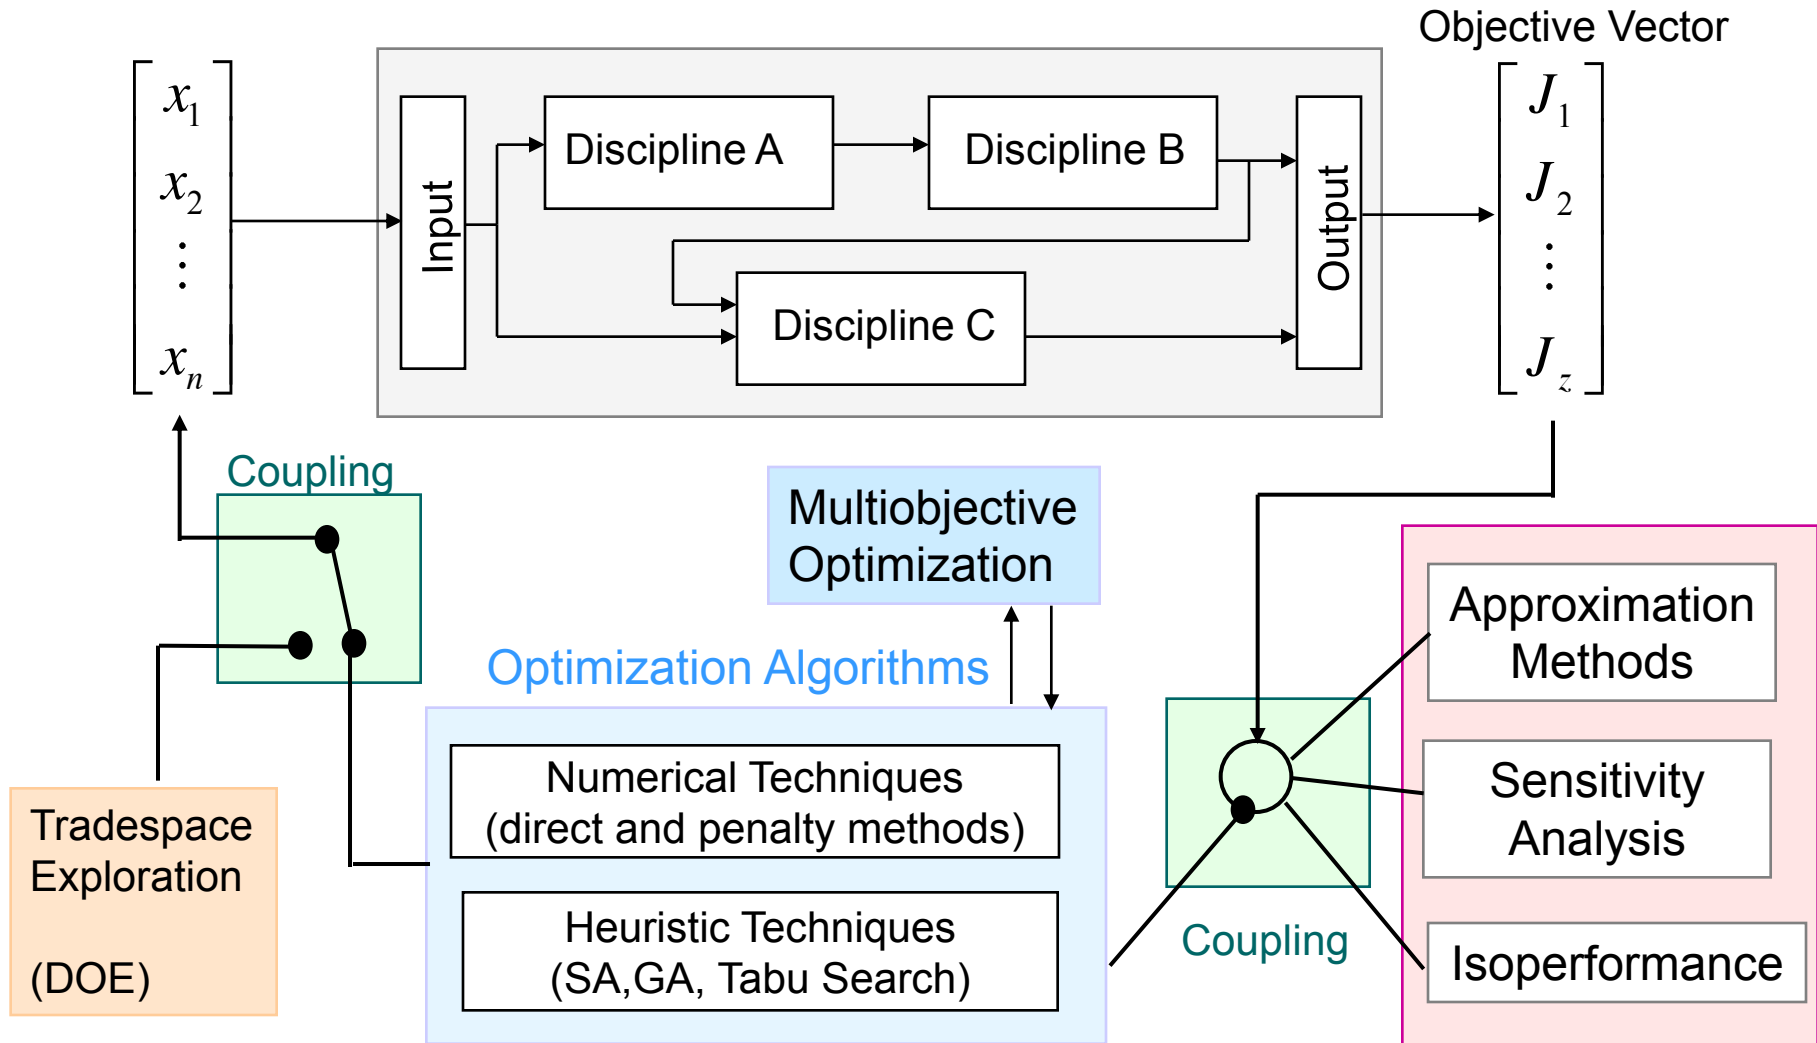 Objective Vector
x1
x2
⋮
xn
Input
Discipline A
Discipline B
Discipline C
Output
J1
J2
⋮
Jz
Coupling
Multiobjective
Optimization
Optimization Algorithms
Numerical Techniques
(direct and penalty methods)
Heuristic Techniques
(SA,GA, Tabu Search)
Tradespace
Exploration
(DOE)
Coupling
Approximation
Methods
Sensitivity
Analysis
Isoperformance